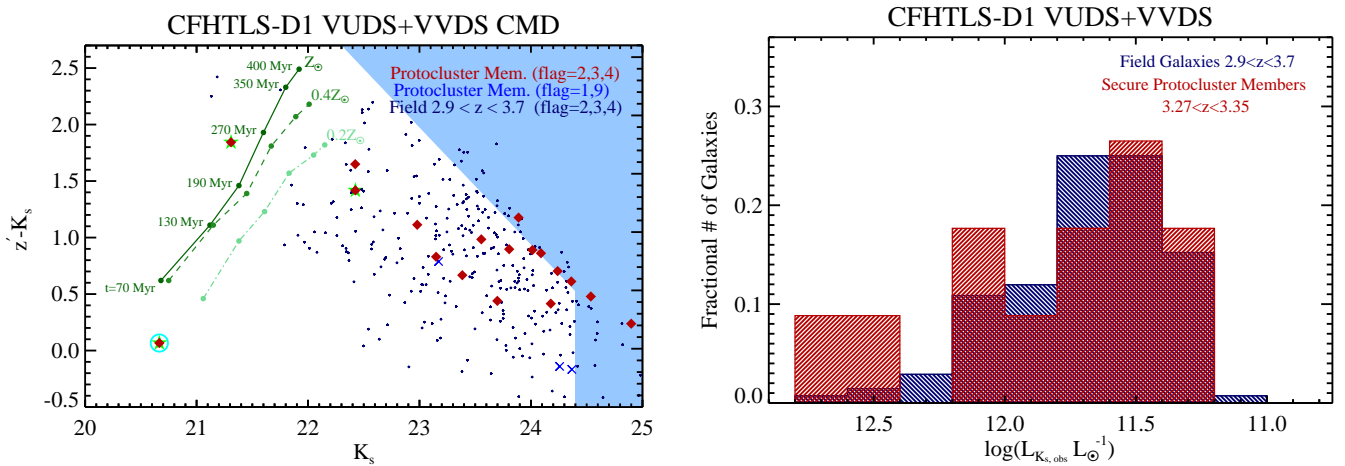 CFHTLS-D1 VUDS+VVDS CMD
Protocluster Mem. (flag=2,3,4)
Protocluster Mem. (flag=1,9)
Field 2.9 < z < 3.7 (flag=2,3,4)
400 Myr
Z⊙
350 Myr
0.4Z⊙
270 Myr
0.2Z⊙
190 Myr
130 Myr
t=70 Myr
2.5
2.0
1.5
1.0
0.5
0.0
-0.5
z′-Ks
20 21 22 23 24 25
Ks
CFHTLS-D1 VUDS+VVDS
Field Galaxies 2.9<z<3.7
Secure Protocluster Members
3.27<z<3.35
0.3
0.2
0.1
0.0
Fractional # of Galaxies
12.5 12.0 11.5 11.0
log(L_{Ks, obs} L⊙^{-1})